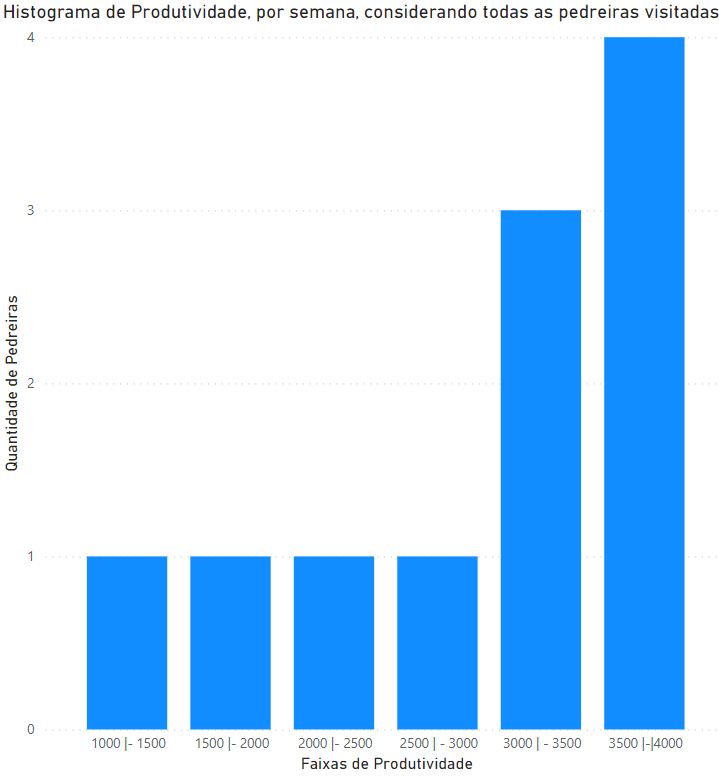 Histograma de Produtividade, por semana, considerando todas as pedreiras visitadas
4
3
2
1
0
Quantidade de Pedreiras
1000 |- 1500 1500 |- 2000 2000 |- 2500 2500 | - 3000 3000 | - 3500 3500 |-|4000
Faixas de Produtividade